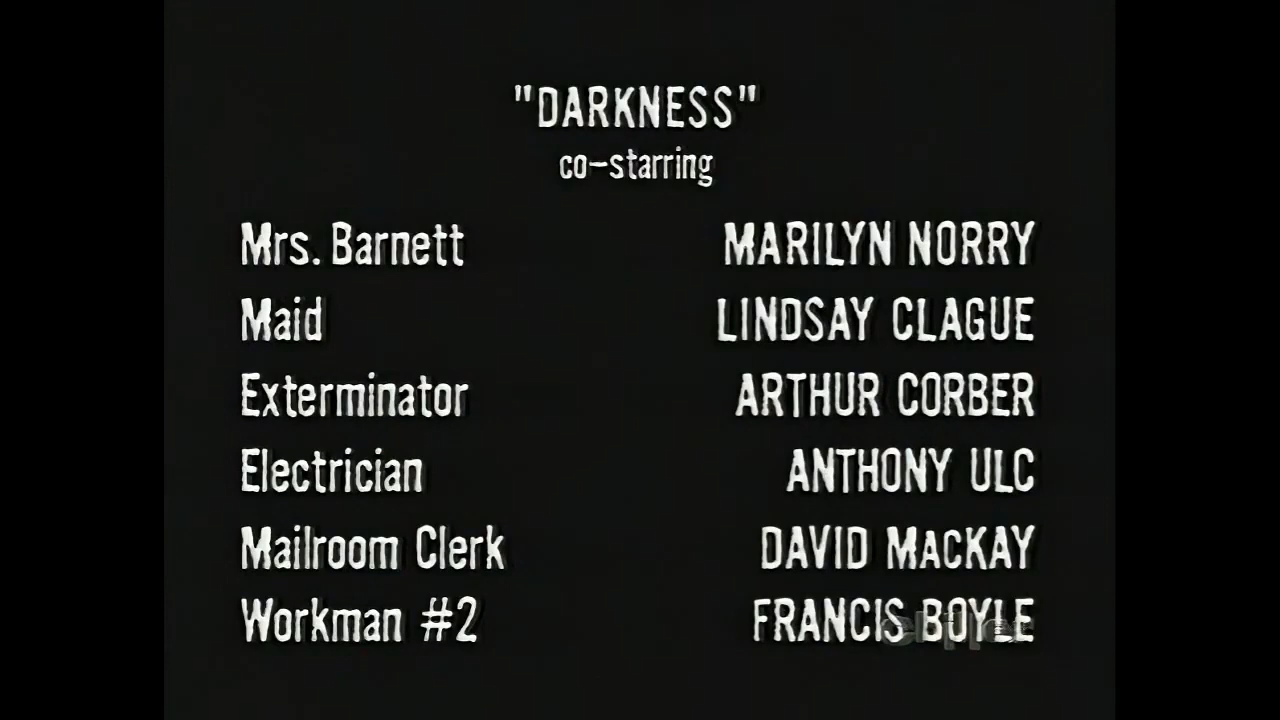 "DARKNESS"
co-starring
Mrs. Barnett MARILYN NORRY
Maid LINDSAY CLAGUE
Exterminator ARTHUR CORBER
Electrician ANTHONY ULC
Mailroom Clerk DAVID MacKAY
Workman #2 FRANCIS BOYLE
chiller